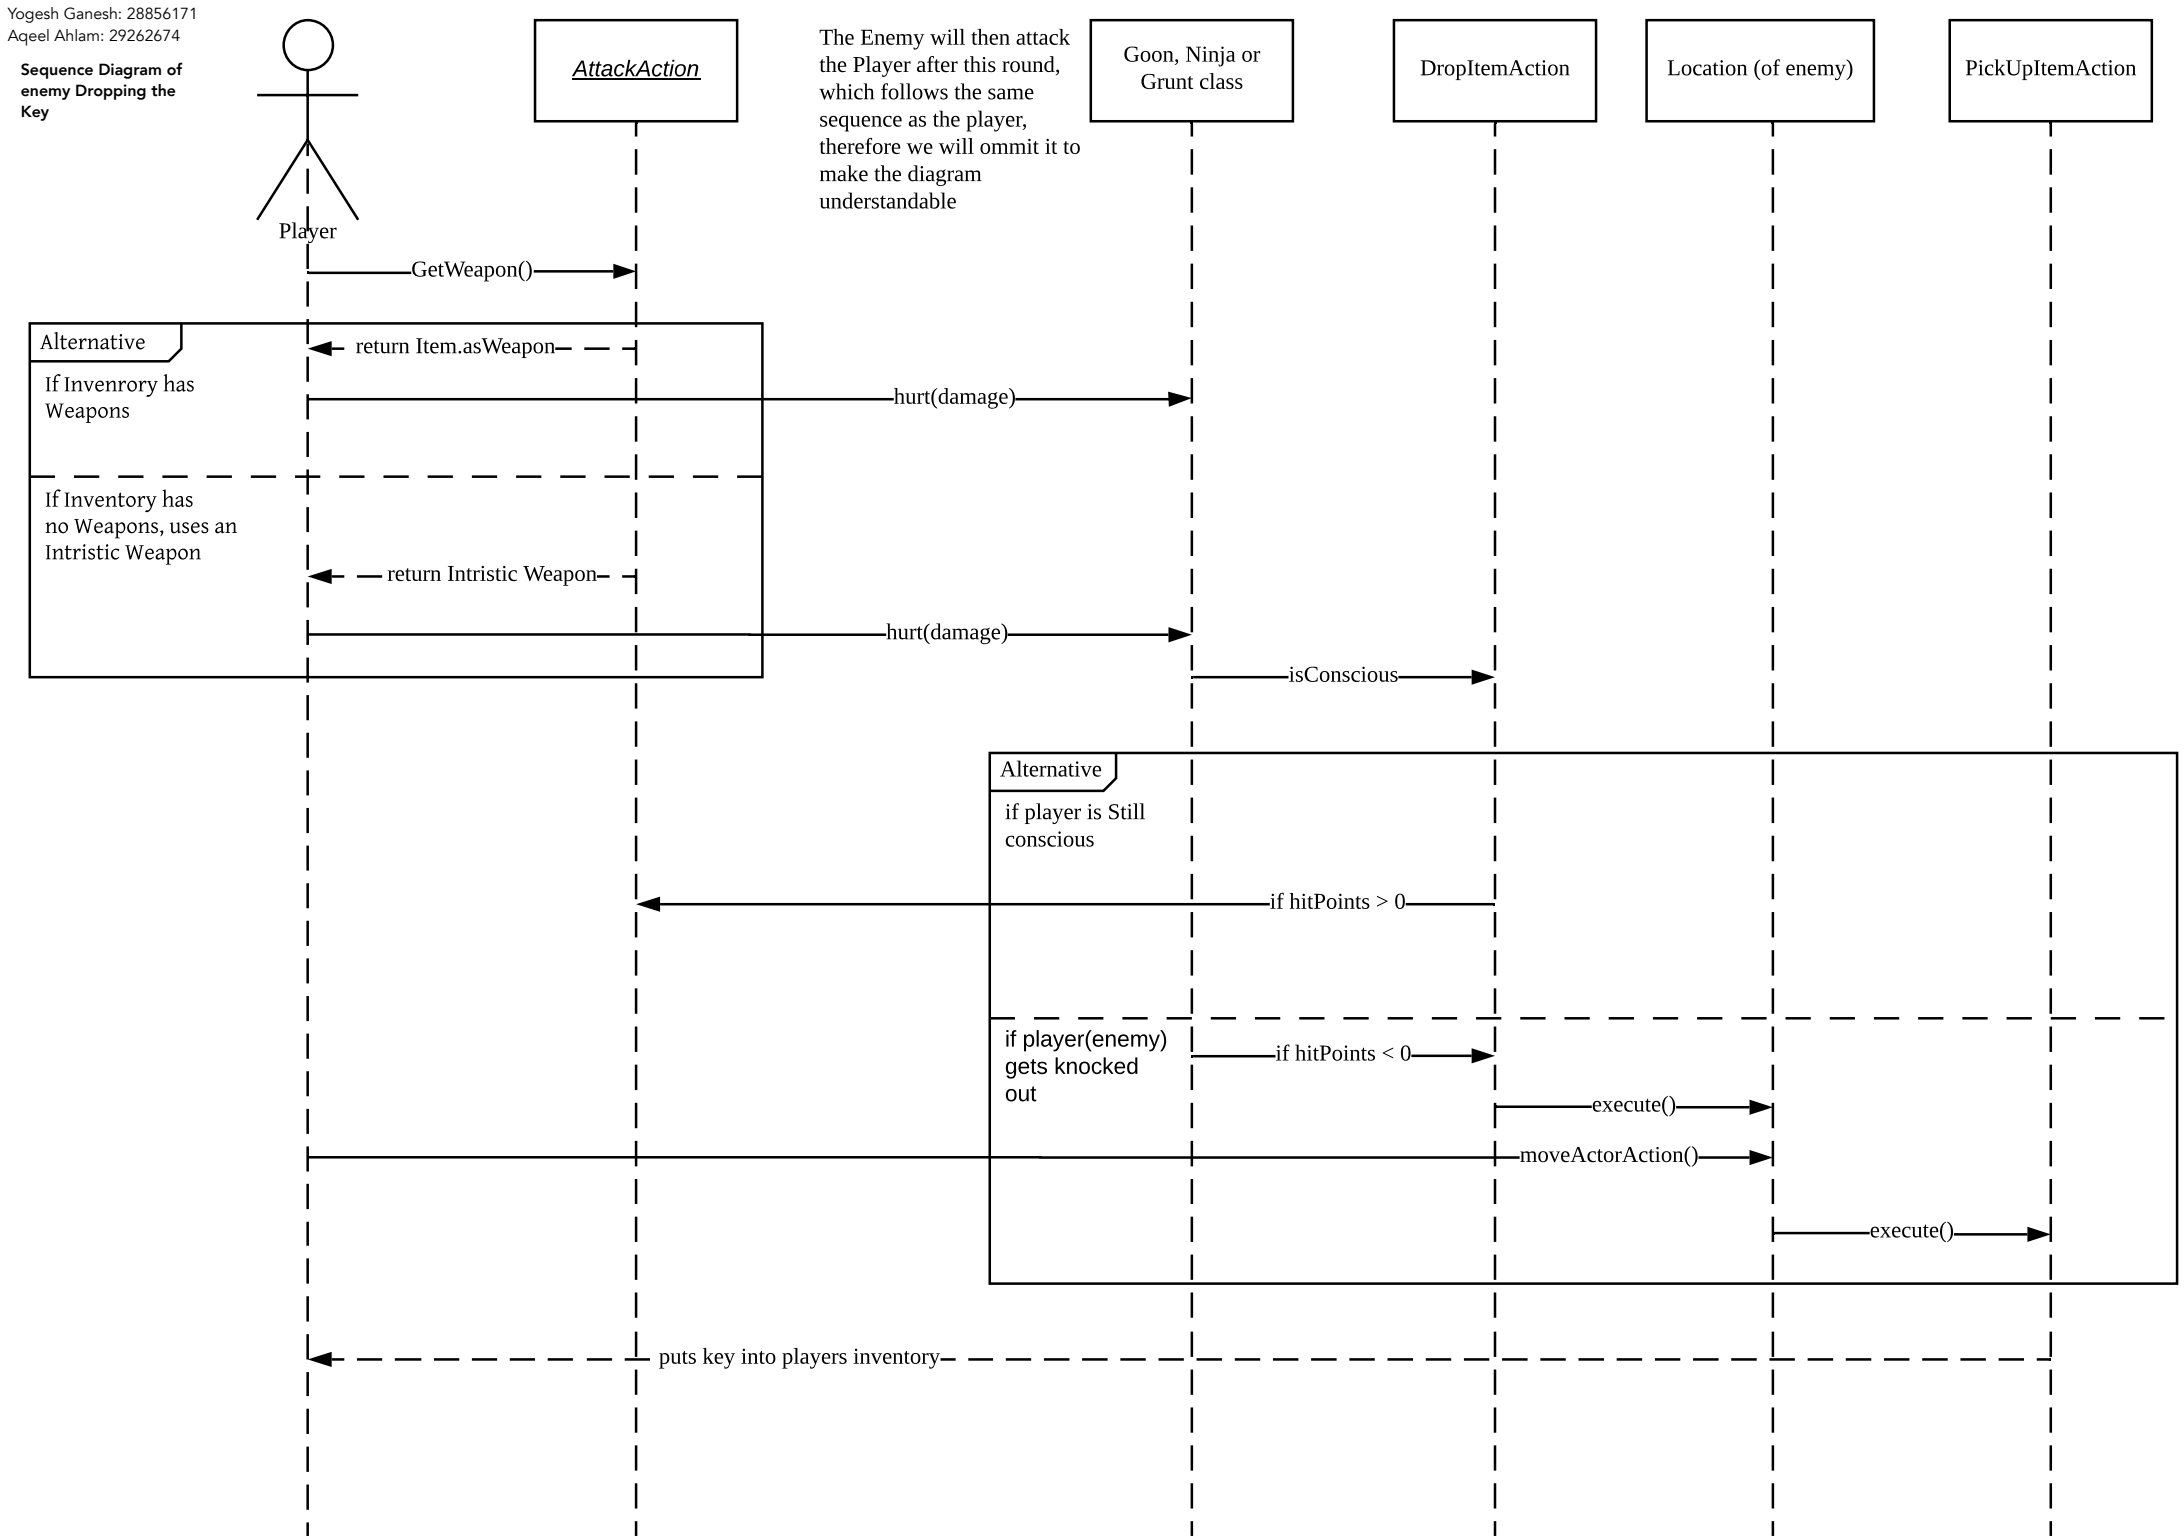 Yogesh Ganesh: 28856171
Aqeel Ahlam: 29262674
Sequence Diagram of
enemy Dropping the
Key
Player
AttackAction
The Enemy will then attack
the Player after this round,
which follows the same
sequence as the player,
therefore we will ommit it to
make the diagram
understandable
Goon, Ninja or
Grunt class
DropItemAction
Location (of enemy)
PickUpItemAction
GetWeapon()
Alternative
return Item.asWeapon
If Invenrory has
Weapons
hurt(damage)
If Inventory has
no Weapons, uses an
Intristic Weapon
return Intristic Weapon
hurt(damage)
isConscious
Alternative
if player is Still
conscious
if hitPoints > 0
if player(enemy)
gets knocked
out
if hitPoints < 0
execute()
moveActorAction()
execute()
puts key into players inventory